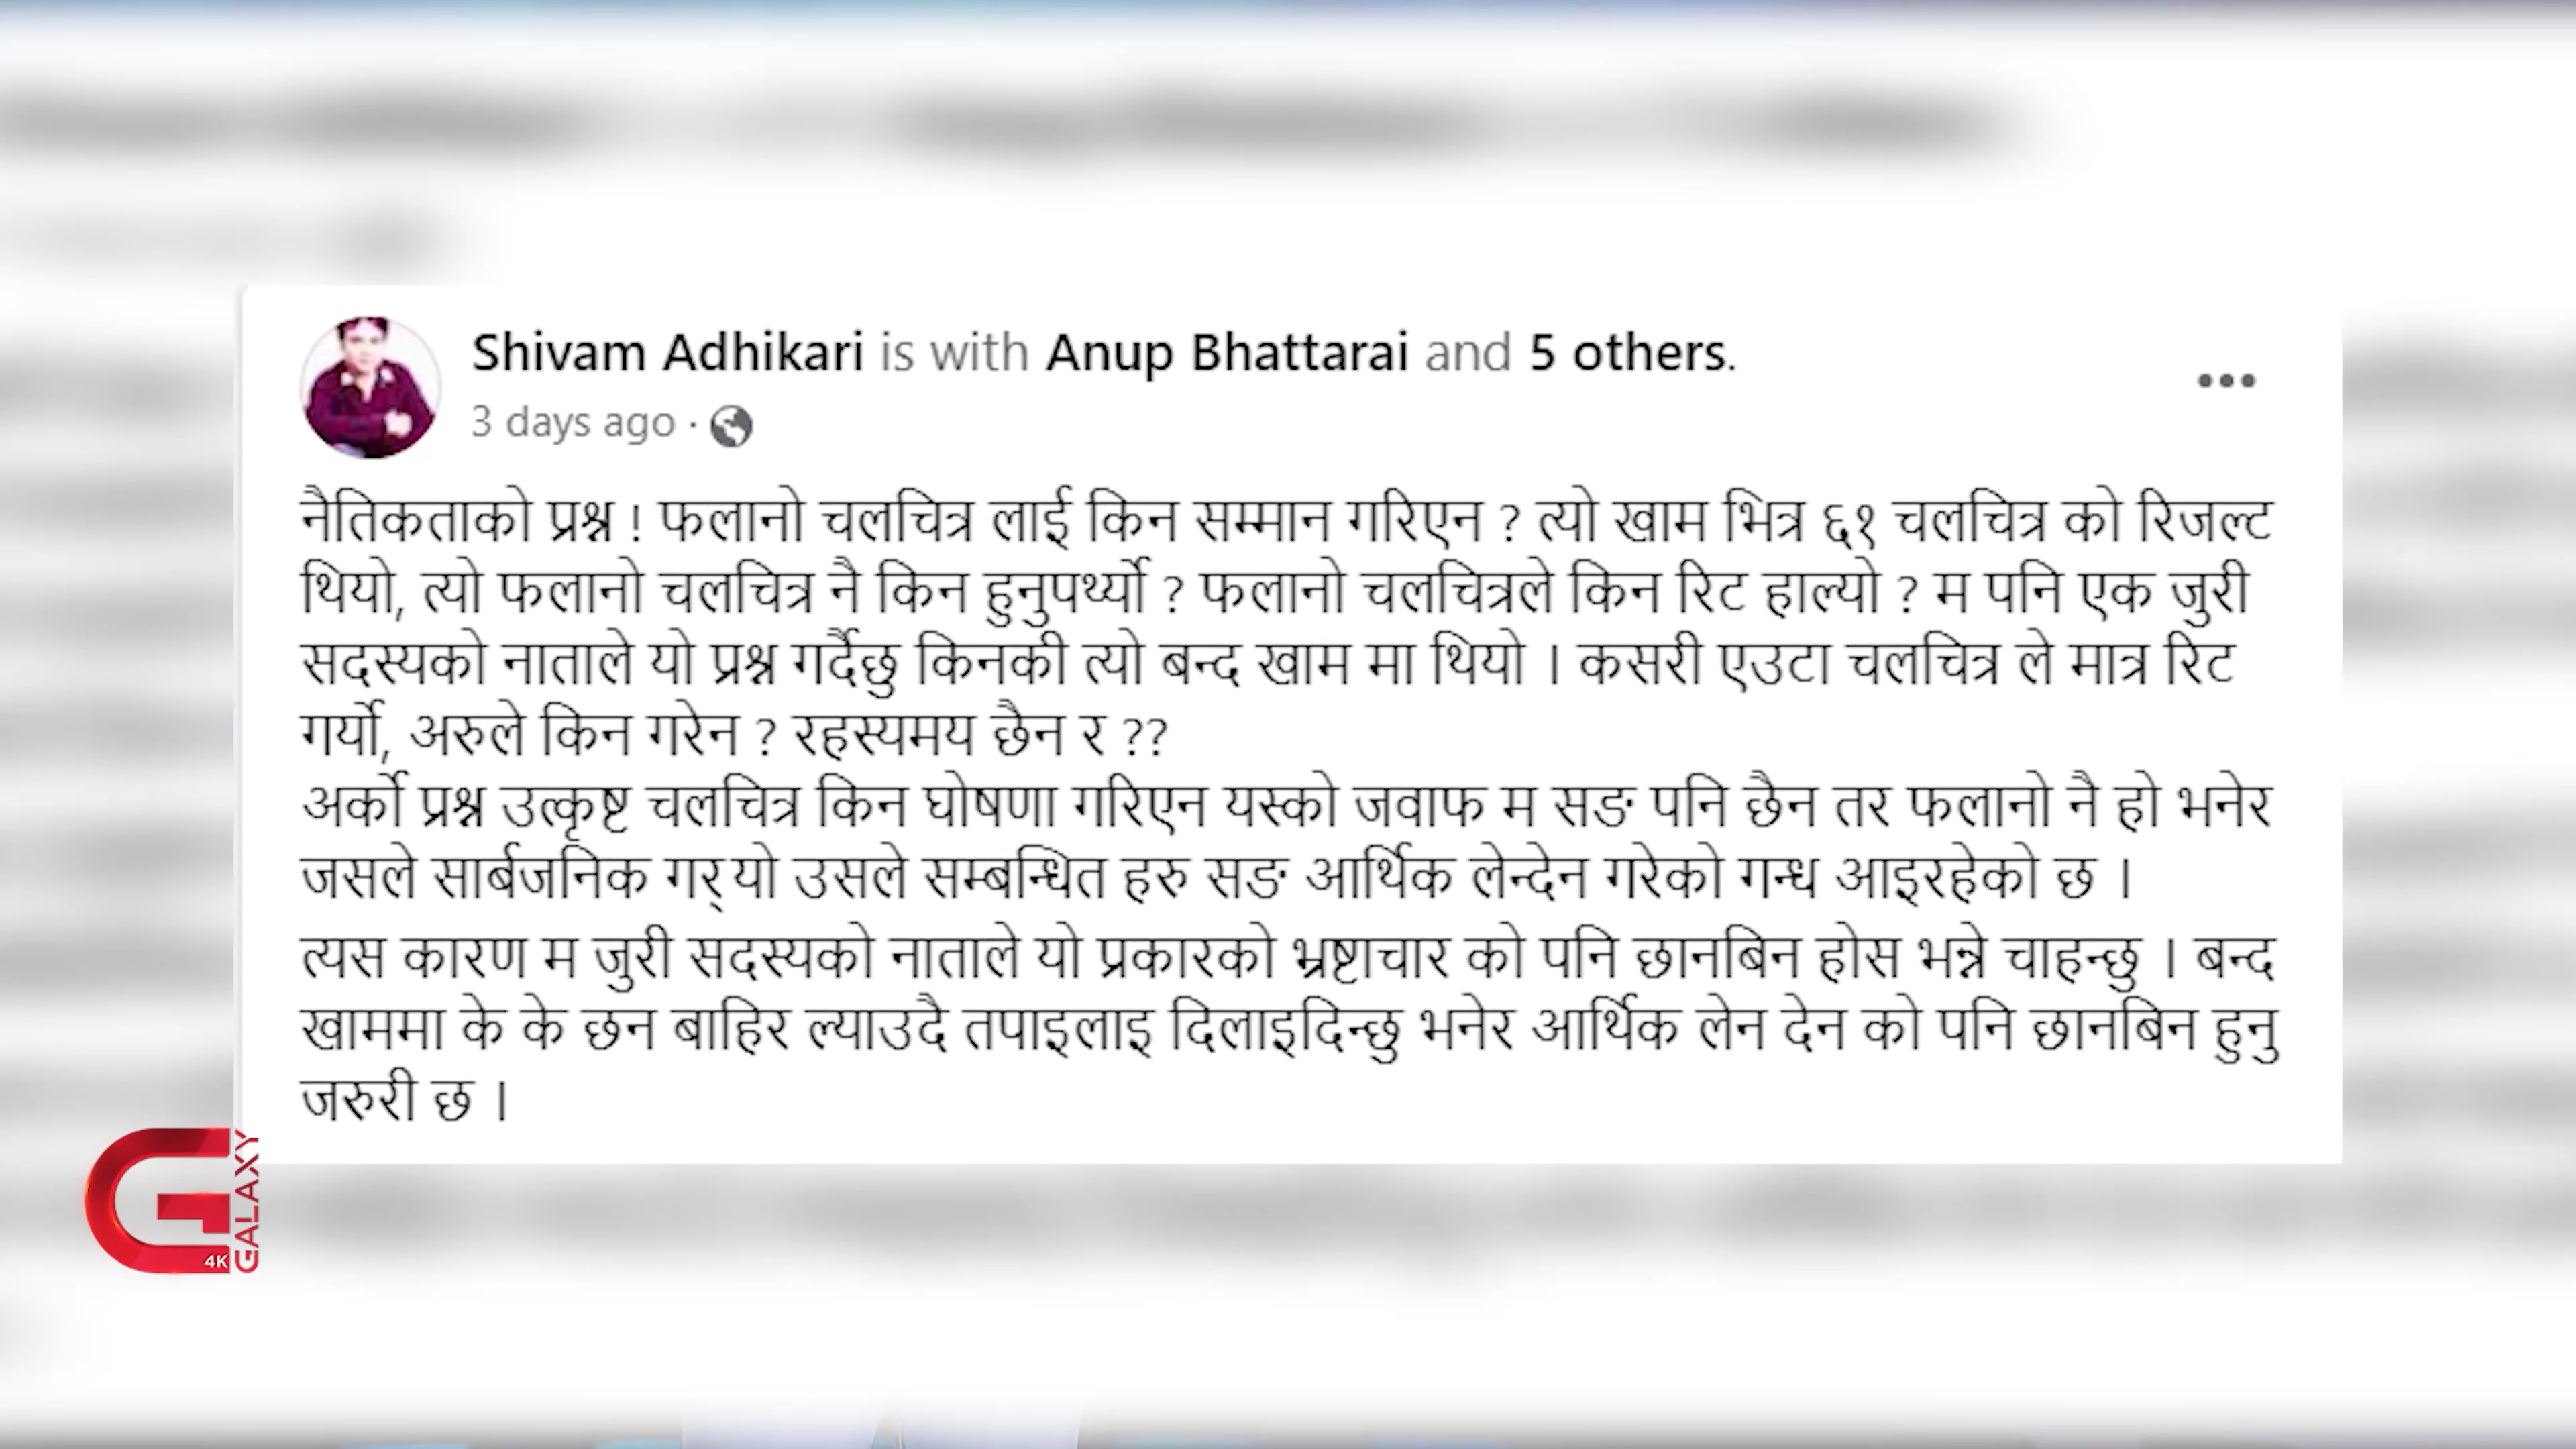 Shivam Adhikari is with Anup Bhattarai and 5 others.
3 days ago ·
नैतिकताको प्रश्न ! फलानो चलचित्र लाई किन सम्मान गरिएन ? त्यो खाम भित्र ६१ चलचित्र को रिजल्ट
थियो, त्यो फलानो चलचित्र नै किन हुनुपर्थ्यो ? फलानो चलचित्रले किन रिट हाल्यो ? म पनि एक जुरी
सदस्यको नाताले यो प्रश्न गर्दैछु किनकी त्यो बन्द खाम मा थियो । कसरी एउटा चलचित्र ले मात्र रिट
गर्यो, अरुले किन गरेन ? रहस्यमय छैन र ??
अर्को प्रश्न उत्कृष्ट चलचित्र किन घोषणा गरिएन यस्को जवाफ म सङ पनि छैन तर फलानो नै हो भनेर
जसले सार्बजनिक गर्‌यो उसले सम्बन्धित हरु सङ आर्थिक लेन्देन गरेको गन्ध आइरहेको छ ।
त्यस कारण म जुरी सदस्यको नाताले यो प्रकारको भ्रष्टाचार को पनि छानबिन होस भन्ने चाहन्छु । बन्द
खाममा के के छन बाहिर ल्याउदै तपाइलाइ दिलाइदिन्छु भनेर आर्थिक लेन देन को पनि छानबिन हुनु
जरुरी छ ।
GALAXY
4K